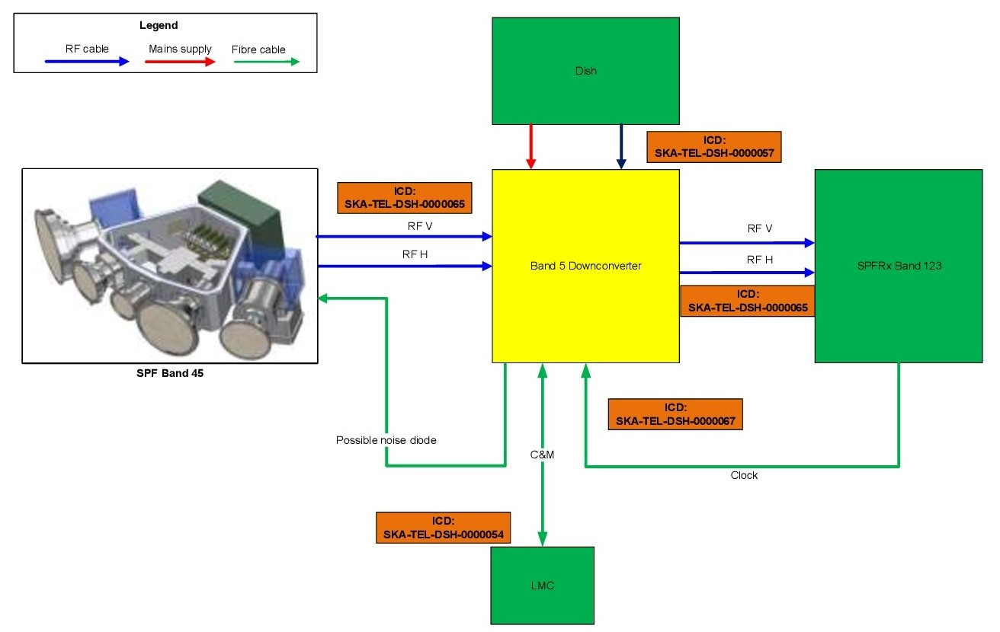 Legend
RF cable
Mains supply
Fibre cable
Dish
ICD:
SKA-TEL-DSH-0000057
ICD:
SKA-TEL-DSH-0000065
RF V
RF H
Band 5 Downconverter
RF V
RF H
SPFRx Band 123
ICD:
SKA-TEL-DSH-0000065
SPF Band 45
ICD:
SKA-TEL-DSH-0000067
Possible noise diode
C&M
Clock
ICD:
SKA-TEL-DSH-0000054
LMC